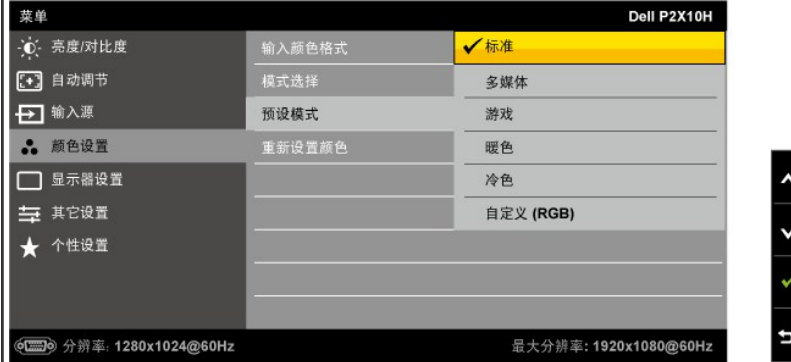 菜单
Dell P2X10H
亮度/对比度
自动调节
输入源
颜色设置
显示器设置
其它设置
个性设置
输入颜色格式
模式选择
预设模式
重新设置颜色
标准
多媒体
游戏
暖色
冷色
自定义 (RGB)
分辨率: 1280x1024@60Hz
最大分辨率: 1920x1080@60Hz